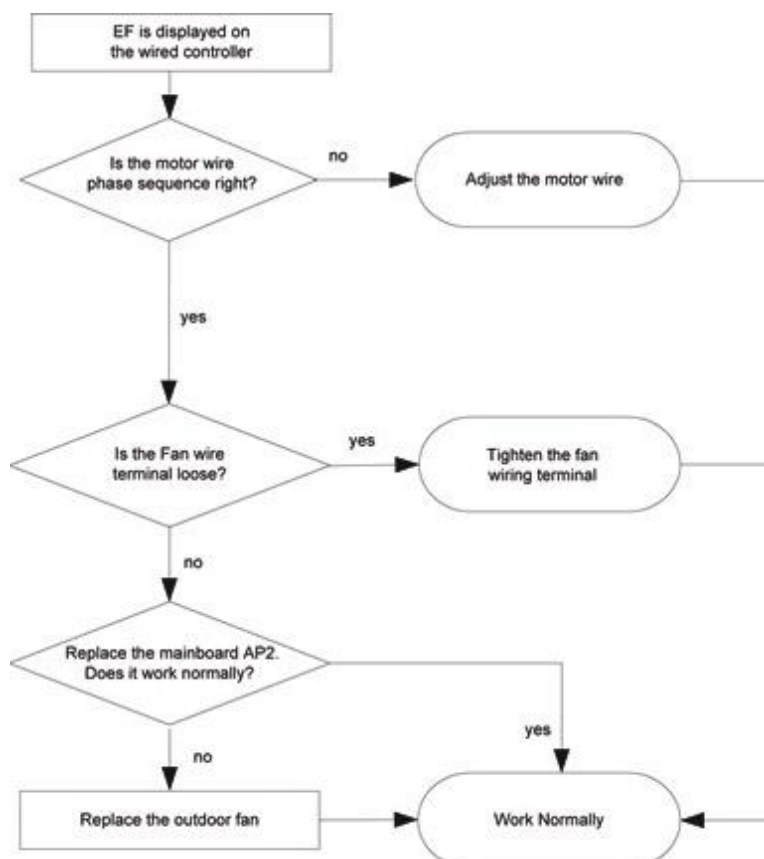 EF is displayed on
the wired controller
Is the motor wire
phase sequence right?
no
Adjust the motor wire
yes
Is the Fan wire
terminal loose?
yes
Tighten the fan
wiring terminal
no
Replace the mainboard AP2.
Does it work normally?
yes
no
Replace the outdoor fan
Work Normally